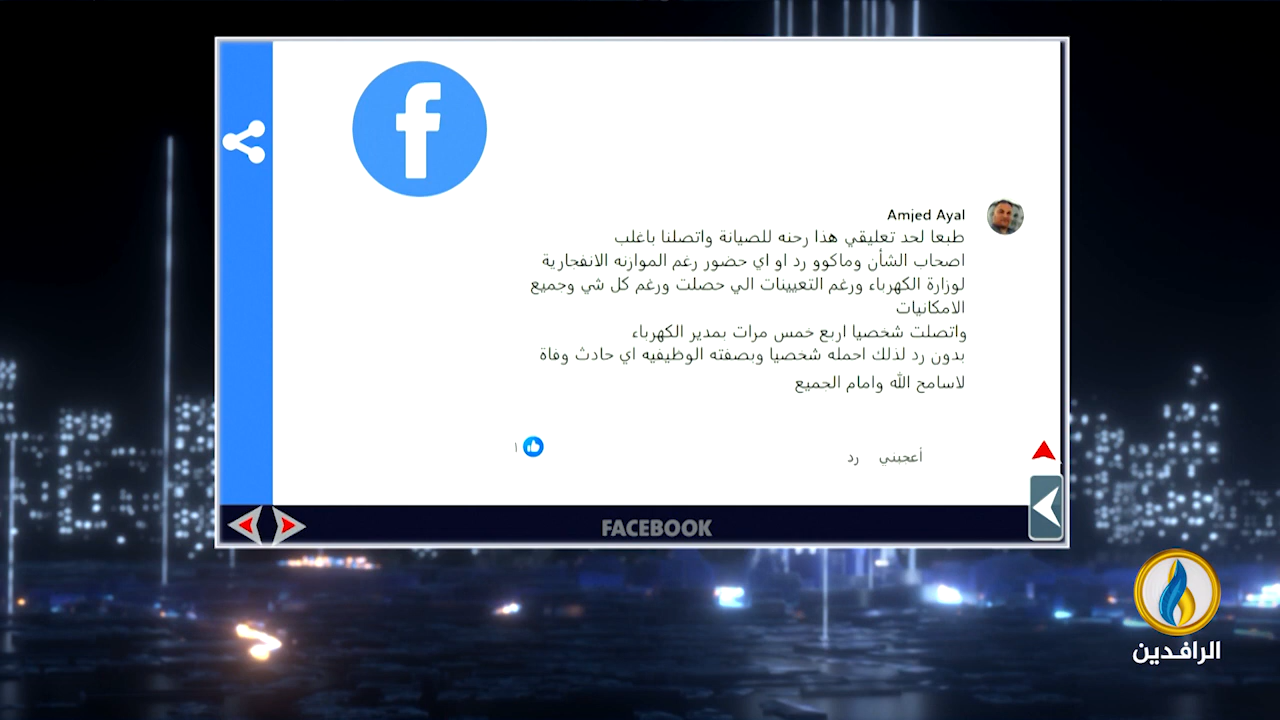 Amjed Ayal
طبعا لحد تعليقي هذا رحنه للصيانة واتصلنا باغلب
اصحاب الشأن وماكوو رد او اي حضور رغم الموازنه الانفجارية
لوزارة الكهرباء ورغم التعيينات الي حصلت ورغم كل شي وجميع
الامكانيات
واتصلت شخصيا اربع خمس مرات بمدير الكهرباء
بدون رد لذلك احمله شخصيا وبصفته الوظيفيه اي حادث وفاة
لاسامح الله وامام الجميع
أعجبني رد
١
FACEBOOK
الرافدين